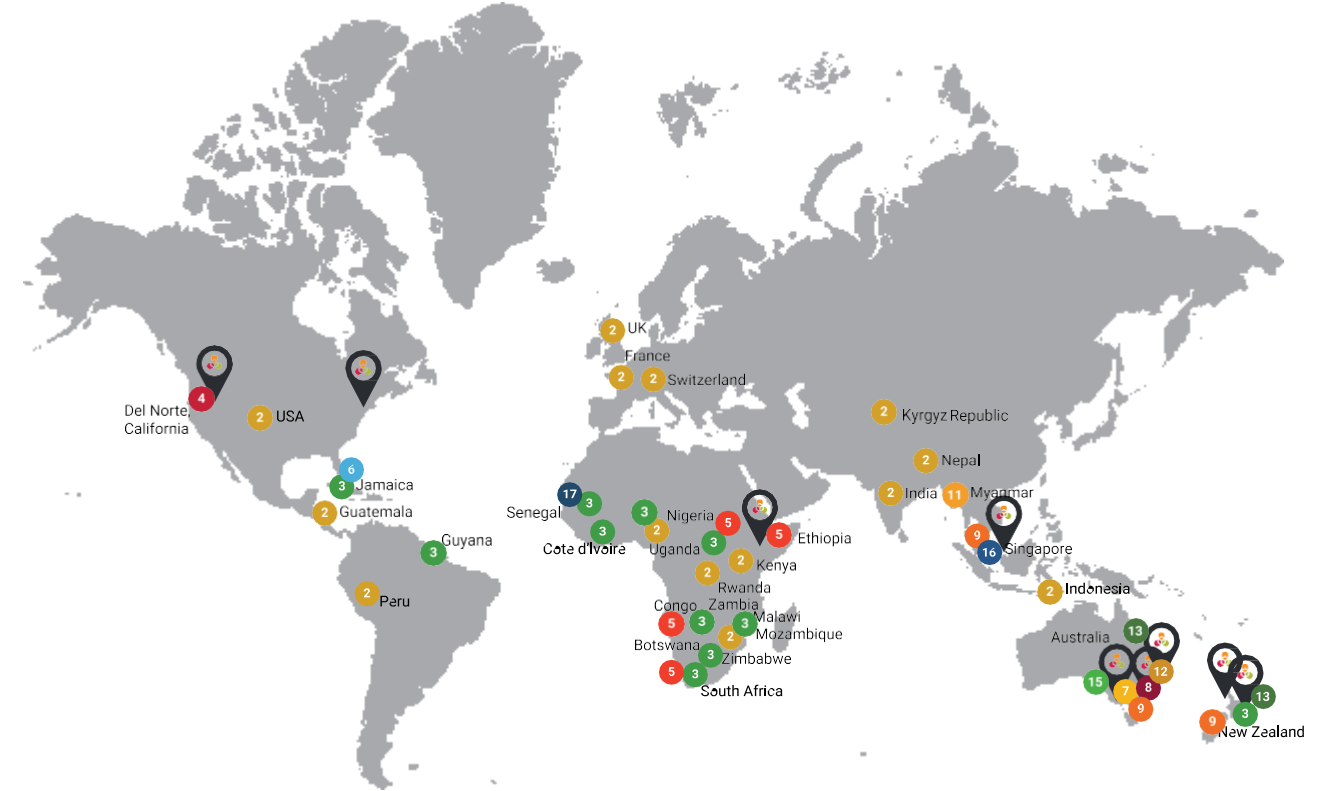 2 UK
France
2 2 Switzerland
4
Del Norte,
California
2 USA
2 Kyrgyz Republic
2 Nepal
6
3 Jamaica
2 Guatemala
17 3
Senegal
3
Cote d'Ivoire
3 Nigeria 5
2
Uganda 3
5 Ethiopia
2 India
11 Myanmar
9
16 Singapore
3 Guyana
2 Kenya
2
Rwanda
2 Peru
2 Indonesia
Congo Zambia
5 3 3 Malawi
2 Mozambique
Botswana 3
Zimbabwe
5 3
South Africa
Australia 13
12
15 7 8
9
13
3
9
New Zealand